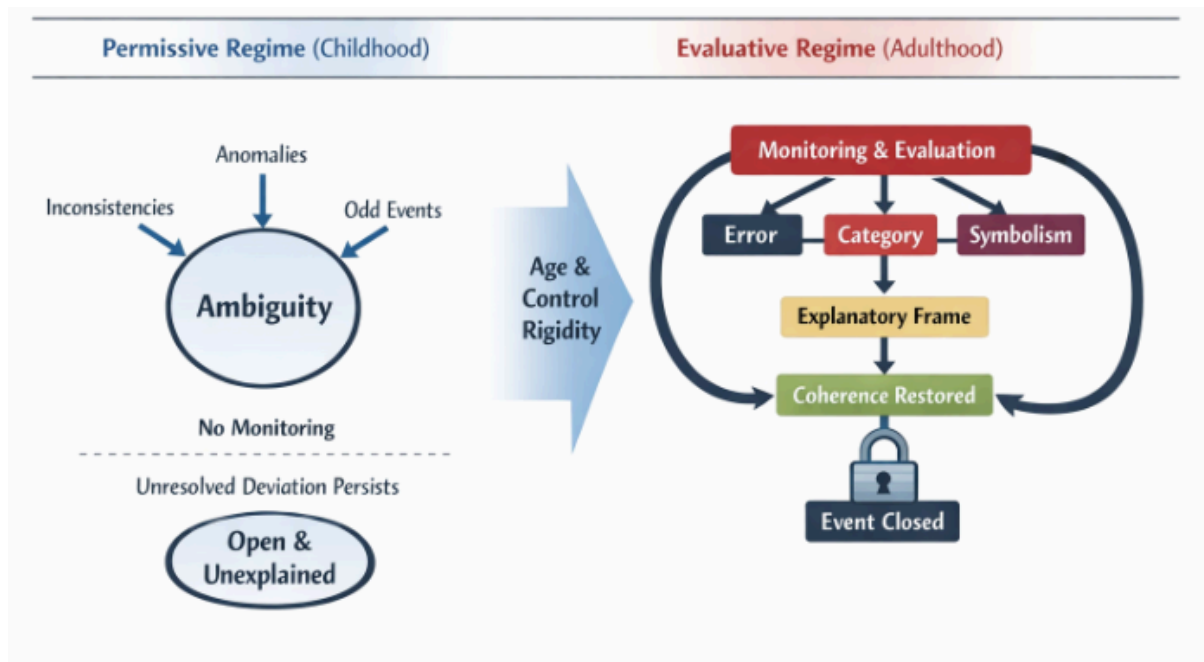 Permissive Regime (Childhood)
Evaluative Regime (Adulthood)
Anomalies
Inconsistencies
Odd Events
Ambiguity
No Monitoring
Unresolved Deviation Persists
Open &
Unexplained
Age &
Control
Rigidity
Monitoring & Evaluation
Error
Category
Symbolism
Explanatory Frame
Coherence Restored
Event Closed